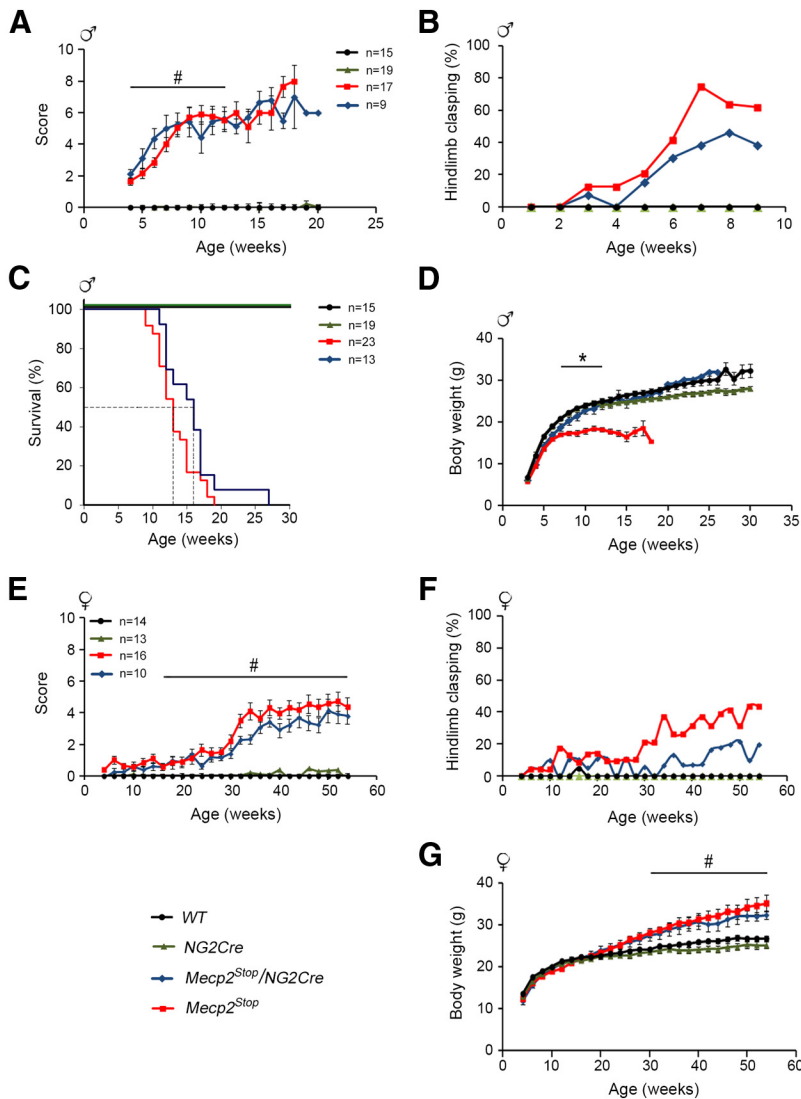 A
♂
n=15
n=19
n=17
n=9
#
Score
10
8
6
4
2
0
0 5 10 15 20 25
Age (weeks)
B
♂
Hindlimb clasping (%)
100
80
60
40
20
0
0 2 4 6 8 10
Age (weeks)
C
♂
n=15
n=19
n=23
n=13
Survival (%)
100
80
60
40
20
0
0 5 10 15 20 25 30
Age (weeks)
D
♂
*
Body weight (g)
40
30
20
10
0
0 5 10 15 20 25 30 35
Age (weeks)
E
♀
n=14
n=13
n=16
n=10
#
Score
10
8
6
4
2
0
0 10 20 30 40 50 60
Age (weeks)
F
♀
Hindlimb clasping (%)
100
80
60
40
20
0
0 10 20 30 40 50 60
Age (weeks)
WT
NG2Cre
Mecp2^Stop/NG2Cre
Mecp2^Stop
G
♀
#
Body weight (g)
40
30
20
10
0
0 10 20 30 40 50 60
Age (weeks)